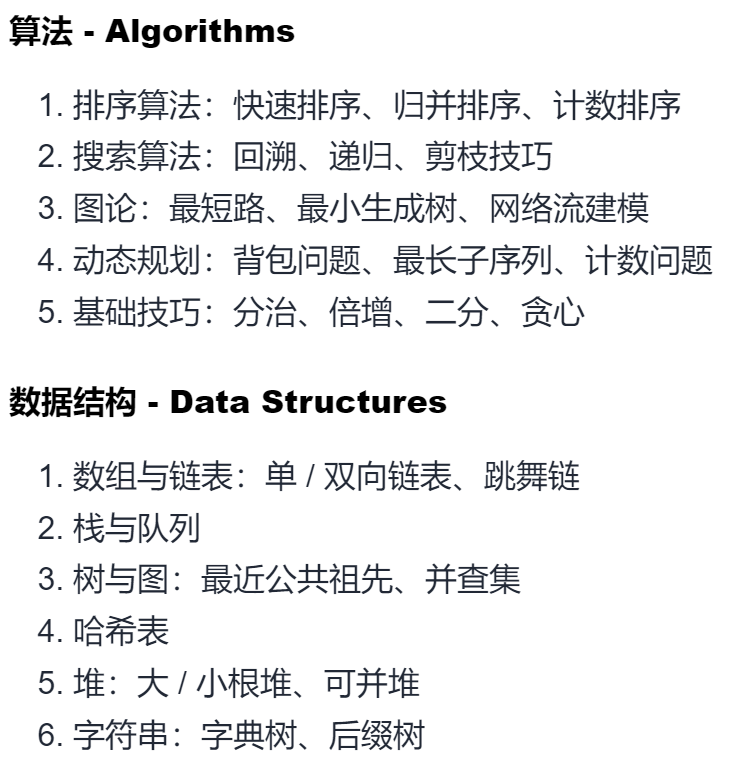 算法 - Algorithms
1. 排序算法：快速排序、归并排序、计数排序
2. 搜索算法：回溯、递归、剪枝技巧
3. 图论：最短路、最小生成树、网络流建模
4. 动态规划：背包问题、最长子序列、计数问题
5. 基础技巧：分治、倍增、二分、贪心
数据结构 - Data Structures
1. 数组与链表：单 / 双向链表、跳舞链
2. 栈与队列
3. 树与图：最近公共祖先、并查集
4. 哈希表
5. 堆：大 / 小根堆、可并堆
6. 字符串：字典树、后缀树